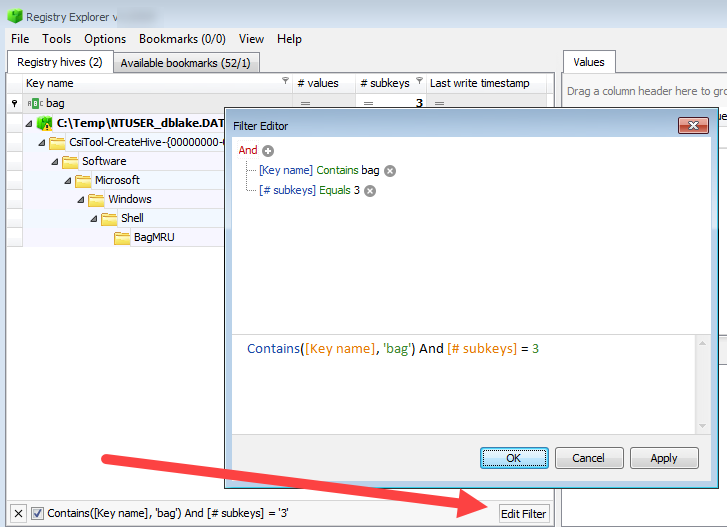 Registry Explorer
File Tools Options Bookmarks (0/0) View Help
Registry hives (2) Available bookmarks (52/1)
Key name # values # subkeys Last write timestamp
ABC bag = = 3 =
C:\Temp\NTUSER_dblake.DAT
CsiTool-CreateHive-{00000000-
Software
Microsoft
Windows
Shell
BagMRU
Values
Drag a column header here to gro
ue
Filter Editor
And
[Key name] Contains bag
[# subkeys] Equals 3
Contains([Key name], 'bag') And [# subkeys] = 3
OK Cancel Apply
Contains([Key name], 'bag') And [# subkeys] = '3'
Edit Filter